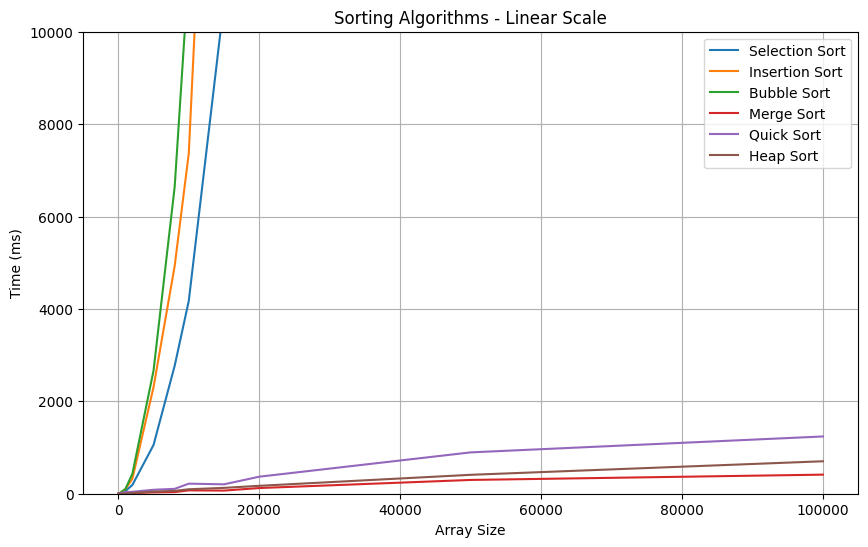 Sorting Algorithms - Linear Scale
10000
8000
6000
4000
2000
0
Time (ms)
Selection Sort
Insertion Sort
Bubble Sort
Merge Sort
Quick Sort
Heap Sort
0
20000
40000
60000
80000
100000
Array Size